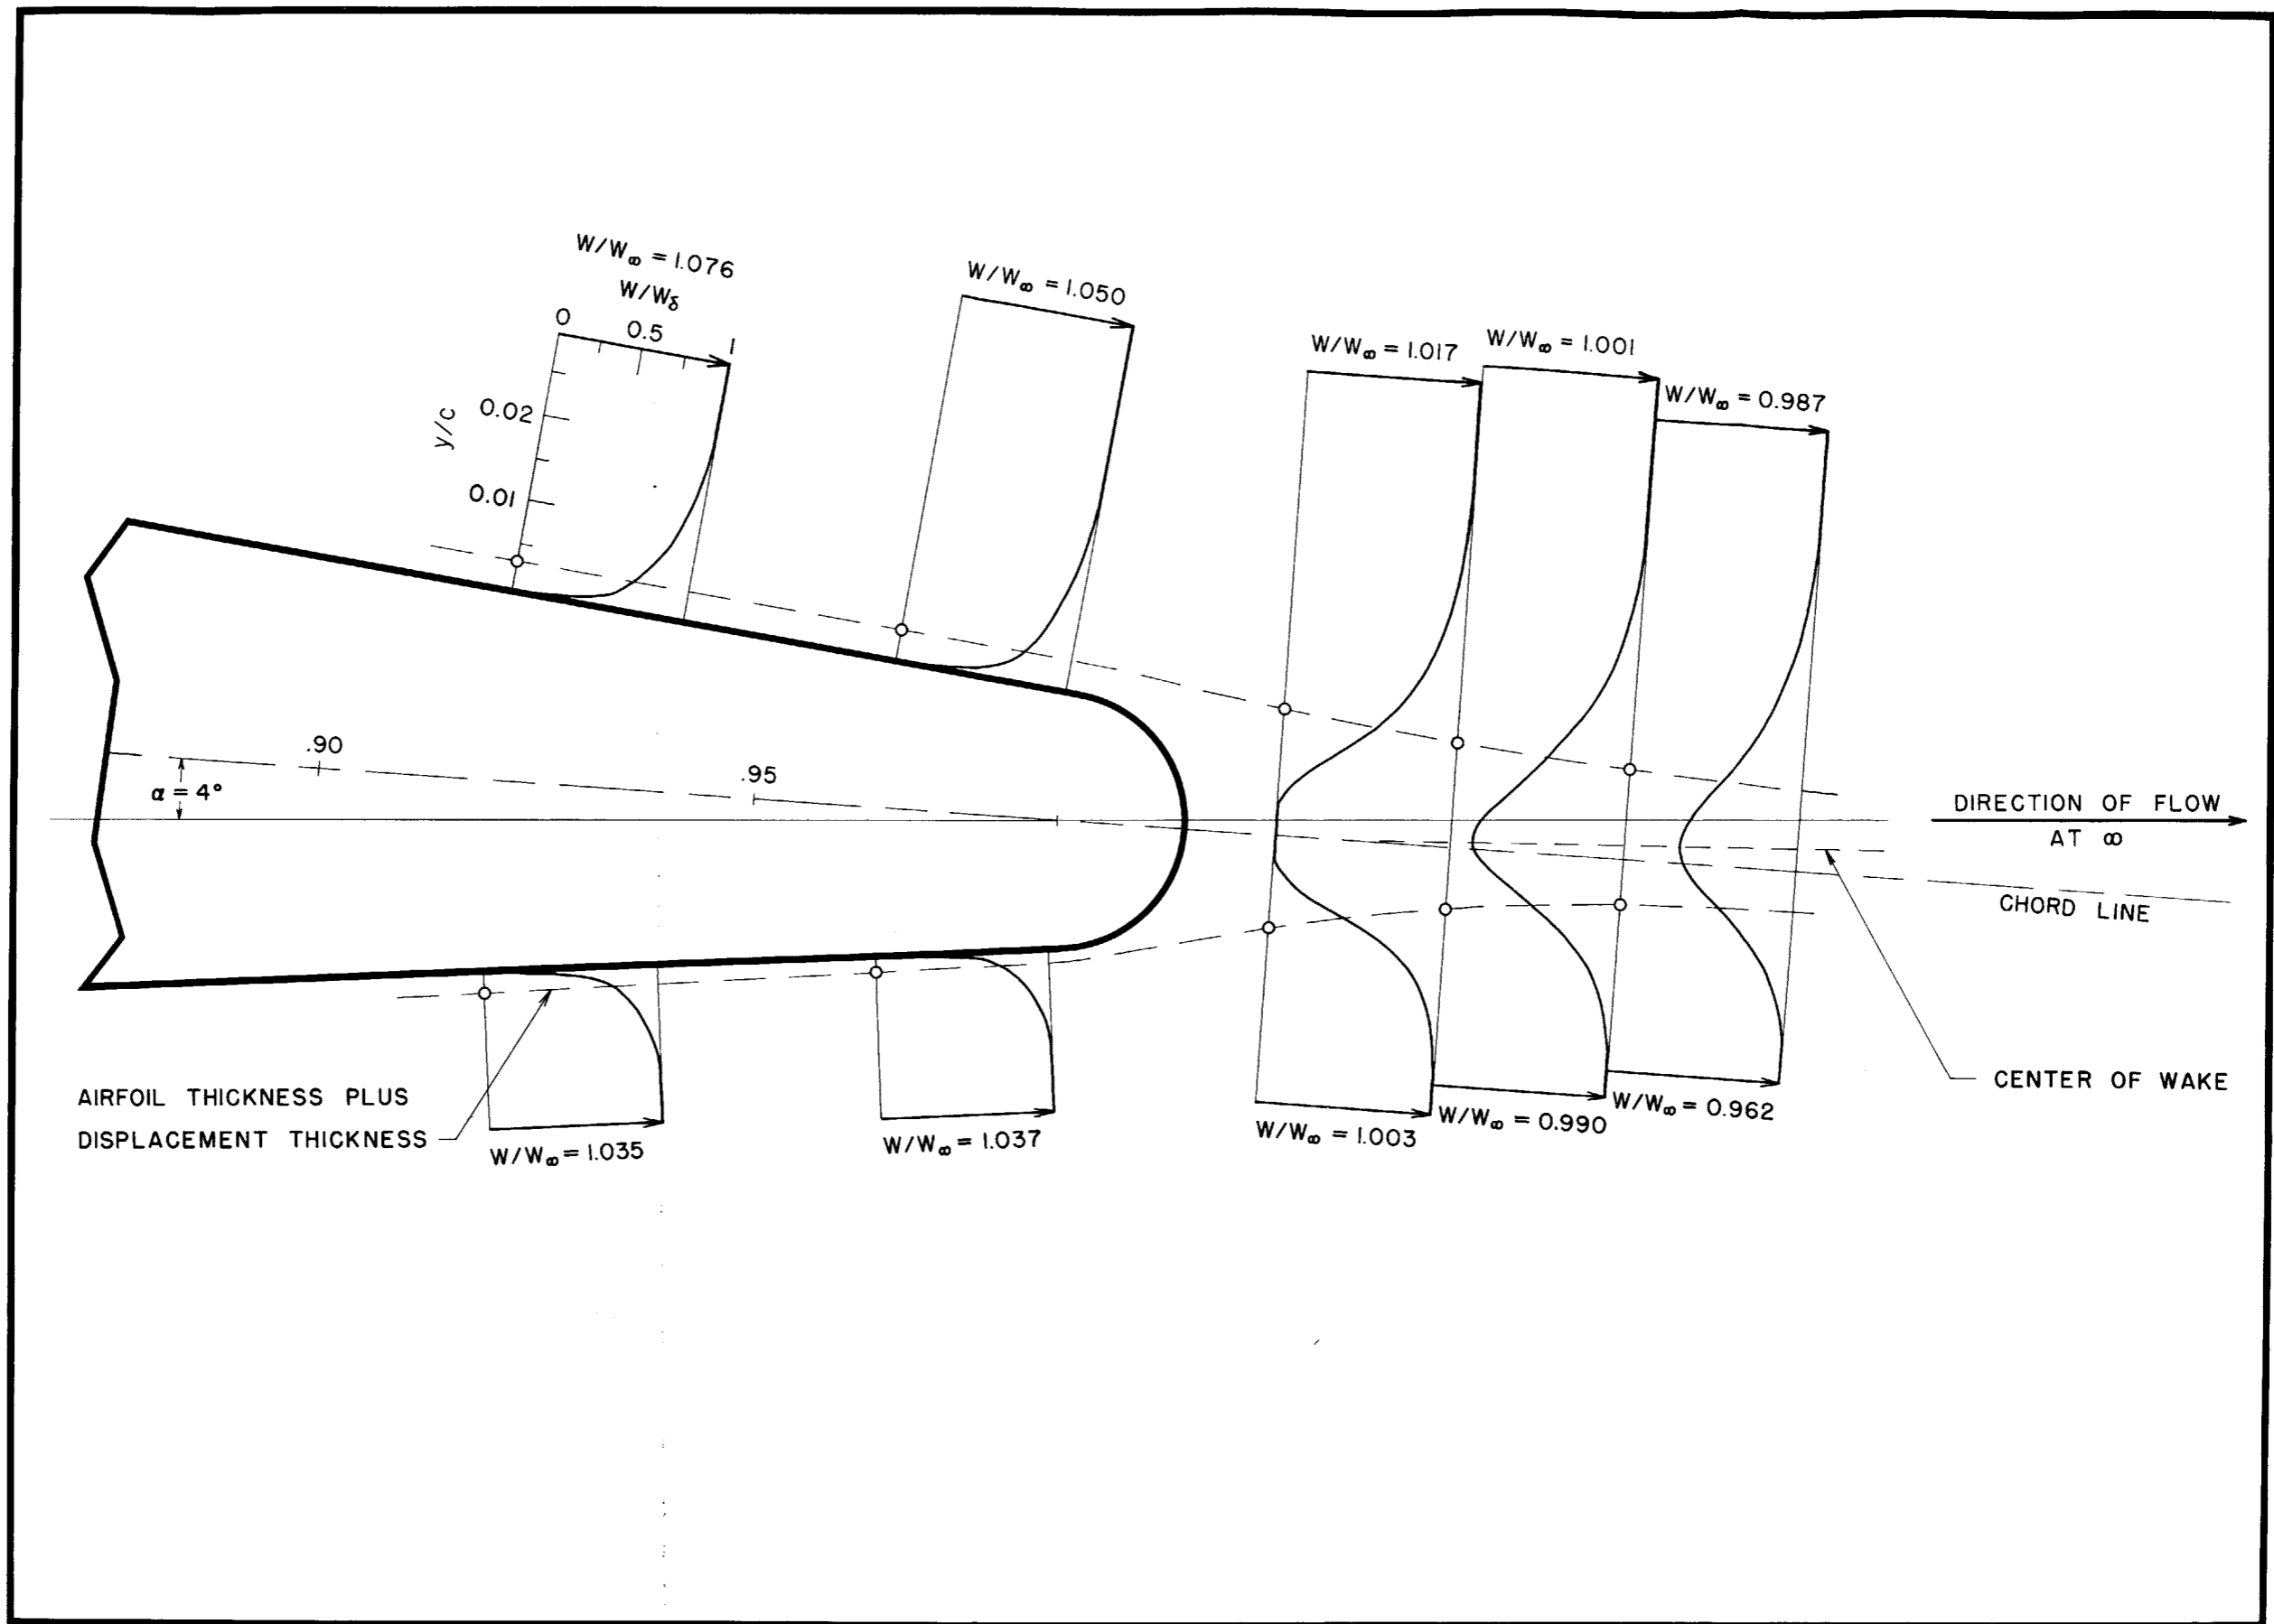 W/W∞ = 1.076
W/Wδ
0
0.5
1
0.02
y/c
0.01
W/W∞ = 1.050
W/W∞ = 1.017
W/W∞ = 1.001
W/W∞ = 0.987
.90
.95
α = 4°
DIRECTION OF FLOW
AT ∞
CHORD LINE
CENTER OF WAKE
AIRFOIL THICKNESS PLUS
DISPLACEMENT THICKNESS
W/W∞ = 1.035
W/W∞ = 1.037
W/W∞ = 1.003
W/W∞ = 0.990
W/W∞ = 0.962